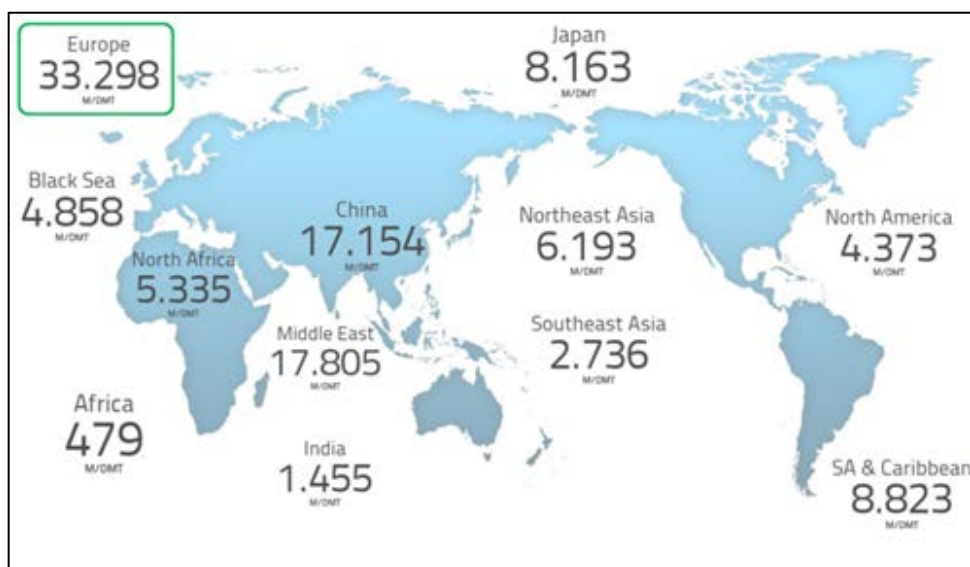 Europe
33.298
M/DMT
Japan
8.163
M/DMT
Black Sea
4.858
M/DMT
China
17.154
M/DMT
Northeast Asia
6.193
M/DMT
North America
4.373
M/DMT
North Africa
5.335
M/DMT
Middle East
17.805
M/DMT
Southeast Asia
2.736
M/DMT
Africa
479
M/DMT
India
1.455
M/DMT
SA & Caribbean
8.823
M/DMT